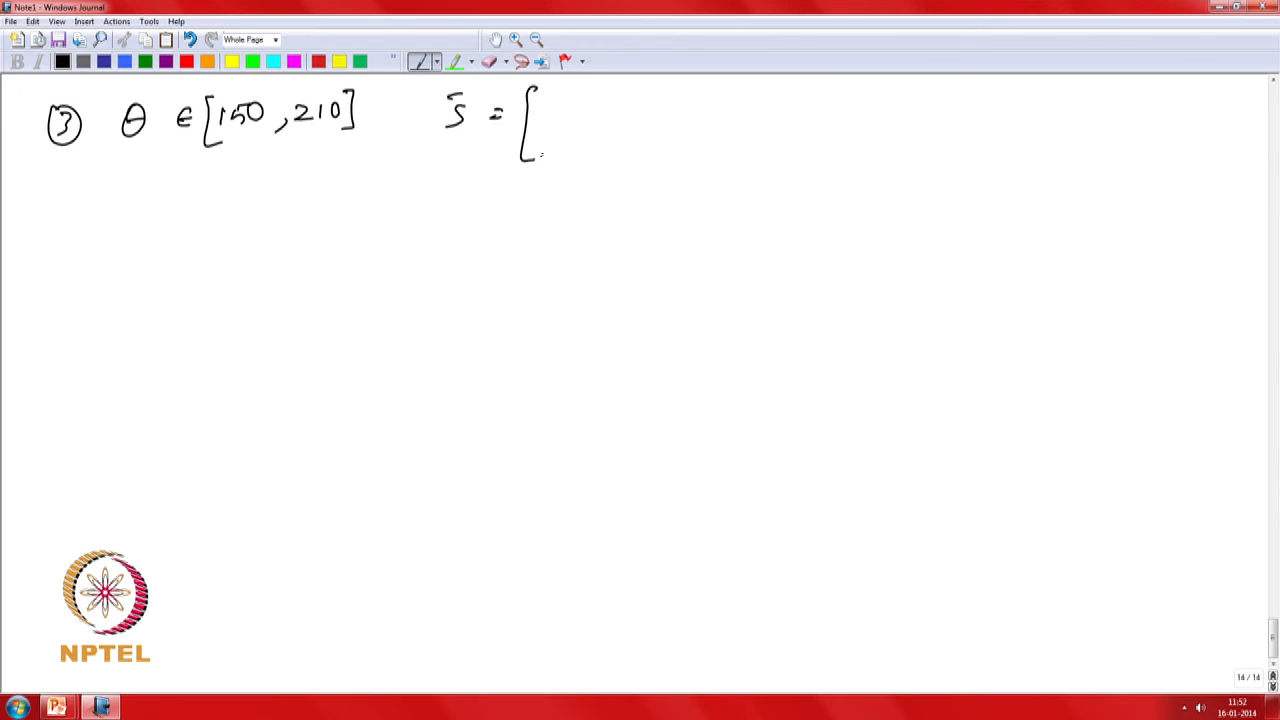 Note1 - Windows Journal
File Edit View Insert Actions Tools Help
Whole Page
B I
③ θ ∈ [150, 210] = [
NPTEL
14 / 14
11:52
16-01-2014